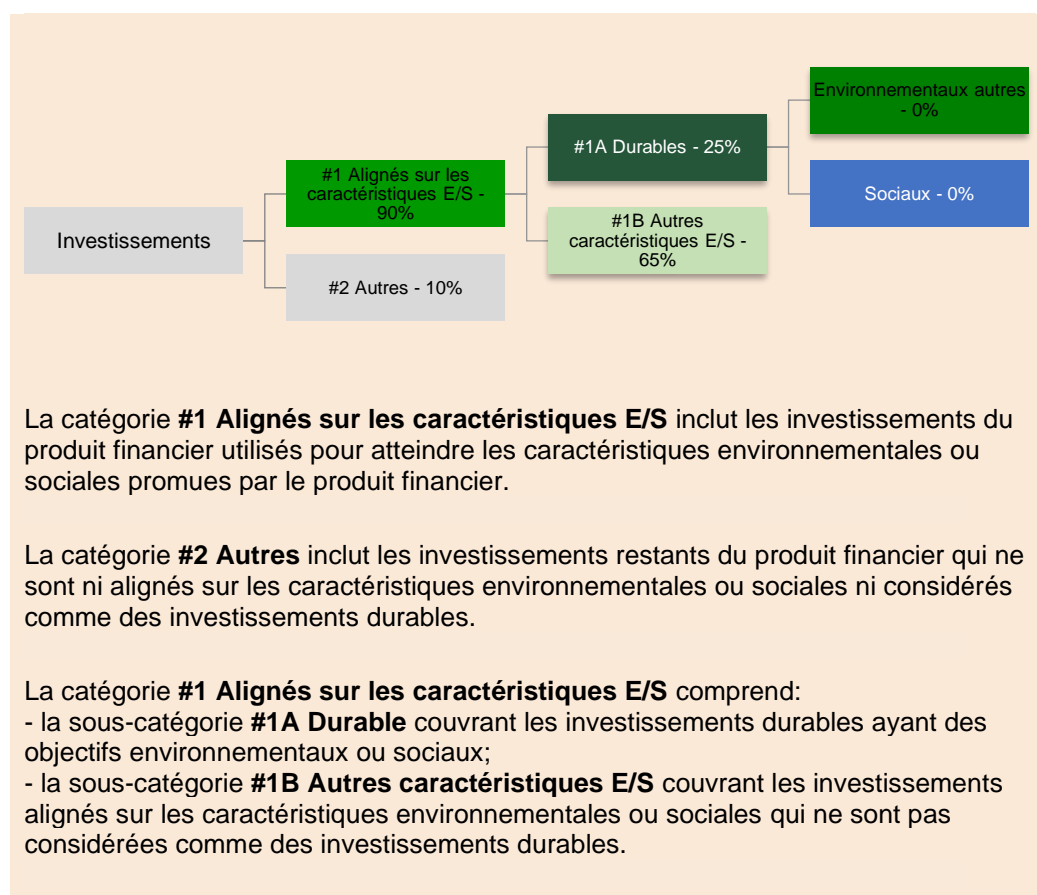 Environnementaux autres
- 0%
#1A Durables - 25%
#1 Alignés sur les
caractéristiques E/S -
90%
Sociaux - 0%
#1B Autres
caractéristiques E/S -
65%
Investissements
#2 Autres - 10%
La catégorie #1 Alignés sur les caractéristiques E/S inclut les investissements du
produit financier utilisés pour atteindre les caractéristiques environnementales ou
sociales promues par le produit financier.
La catégorie #2 Autres inclut les investissements restants du produit financier qui ne
sont ni alignés sur les caractéristiques environnementales ou sociales ni considérés
comme des investissements durables.
La catégorie #1 Alignés sur les caractéristiques E/S comprend:
- la sous-catégorie #1A Durable couvrant les investissements durables ayant des
objectifs environnementaux ou sociaux;
- la sous-catégorie #1B Autres caractéristiques E/S couvrant les investissements
alignés sur les caractéristiques environnementales ou sociales qui ne sont pas
considérées comme des investissements durables.